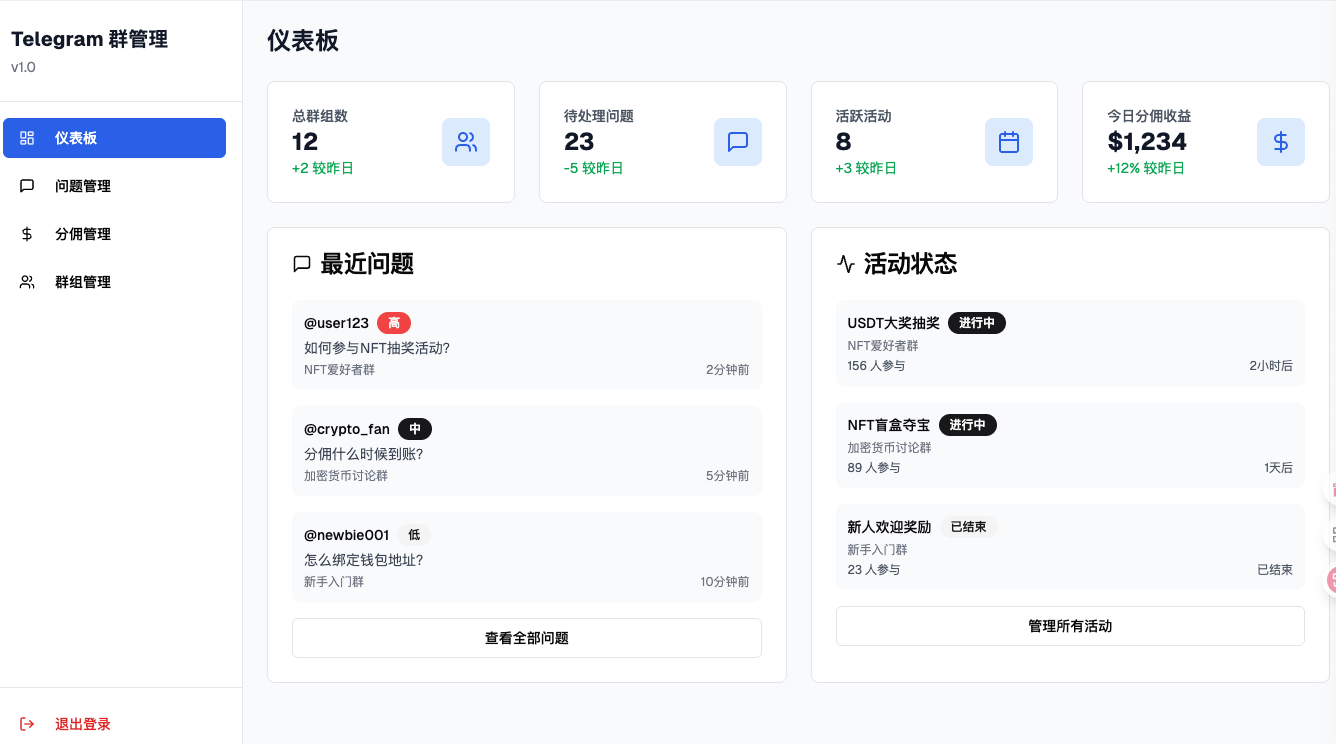 Telegram 群管理
v1.0
仪表板
问题管理
分佣管理
群组管理
退出登录
仪表板
总群组数
12
+2 较昨日
待处理问题
23
-5 较昨日
活跃活动
8
+3 较昨日
今日分佣收益
$1,234
+12% 较昨日
最近问题
@user123 高
如何参与NFT抽奖活动?
NFT爱好者群 2分钟前
@crypto_fan 中
分佣什么时候到账?
加密货币讨论群 5分钟前
@newbie001 低
怎么绑定钱包地址?
新手入门群 10分钟前
查看全部问题
活动状态
USDT大奖抽奖 进行中
NFT爱好者群
156 人参与 2小时后
NFT盲盒夺宝 进行中
加密货币讨论群
89 人参与 1天后
新人欢迎奖励 已结束
新手入门群
23 人参与 已结束
管理所有活动